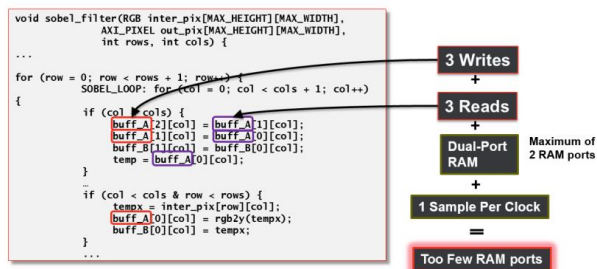 void sobel_filter(RGB inter_pix[MAX_HEIGHT][MAX_WIDTH],
AXI_PIXEL out_pix[MAX_HEIGHT][MAX_WIDTH],
int rows, int cols) {
...
for (row = 0; row < rows + 1; row++) {
SOBEL_LOOP: for (col = 0; col < cols + 1; col++)
{
if (col < cols) {
buff_A[2][col] = buff_A[1][col];
buff_A[1][col] = buff_A[0][col];
buff_B[1][col] = buff_B[0][col];
temp = buff_A[0][col];
}
…
if (col < cols & row < rows) {
tempx = inter_pix[row][col];
buff_A[0][col] = rgb2y(tempx);
buff_B[0][col] = tempx;
}
...
3 Writes
+
3 Reads
+
Dual-Port
RAM
Maximum of
2 RAM ports
+
1 Sample Per Clock
=
Too Few RAM ports